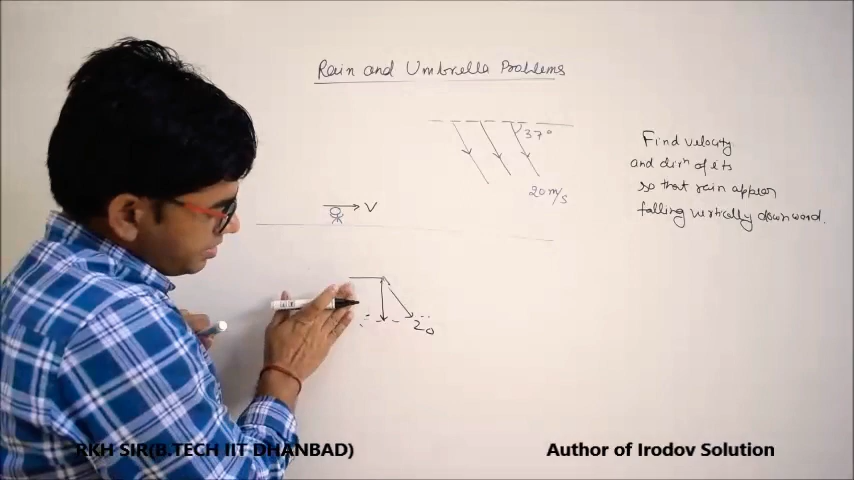 Rain and Umbrella Problems
37°
20 m/s
V
Find velocity
and dirn of its
so that rain appear
falling vertically downward.
20
RKH SIR(B.TECH IIT DHANBAD)
Author of Irodov Solution